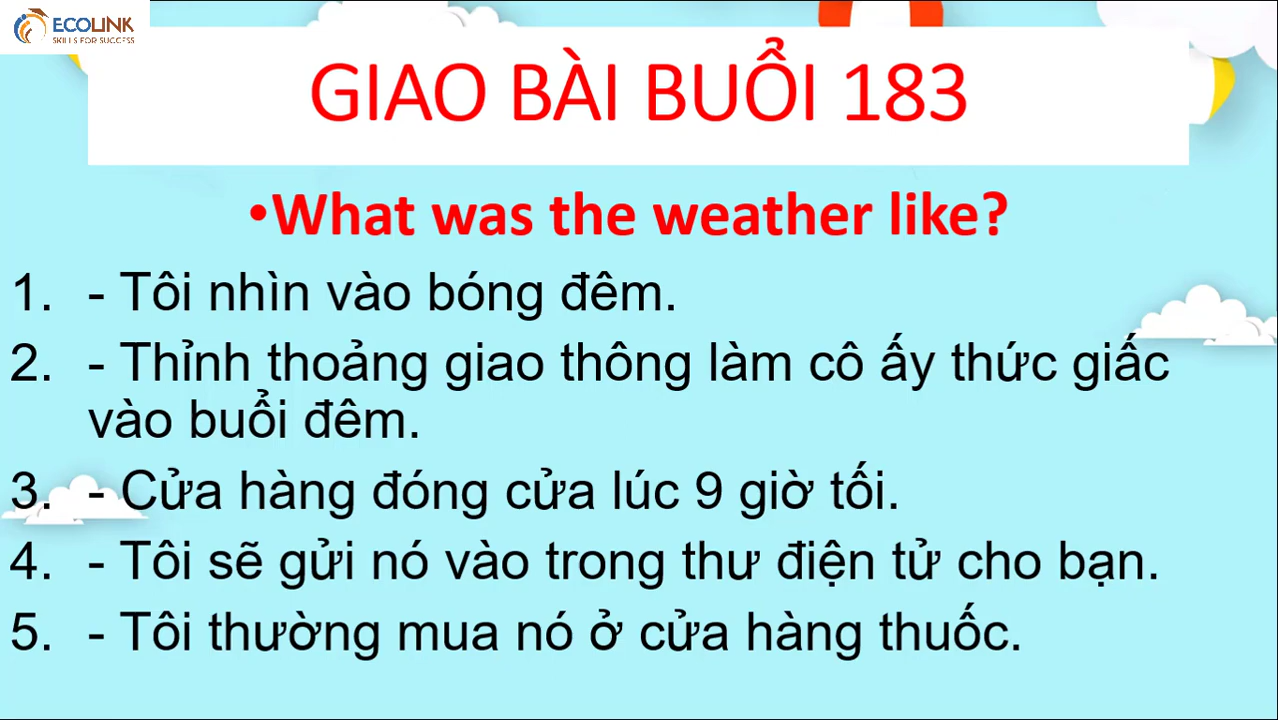 ECOLINK
SKILLS FOR SUCCESS
GIAO BÀI BUỔI 183
•What was the weather like?
1. - Tôi nhìn vào bóng đêm.
2. - Thỉnh thoảng giao thông làm cô ấy thức giấc
vào buổi đêm.
3. - Cửa hàng đóng cửa lúc 9 giờ tối.
4. - Tôi sẽ gửi nó vào trong thư điện tử cho bạn.
5. - Tôi thường mua nó ở cửa hàng thuốc.